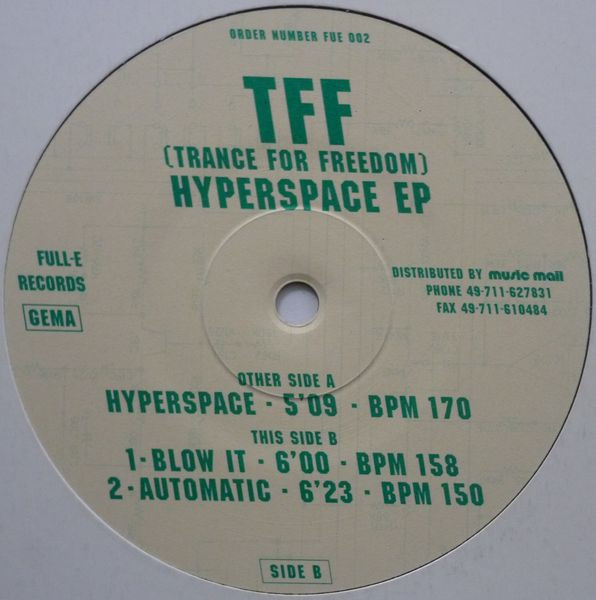 ORDER NUMBER FUE 002
TFF
(TRANCE FOR FREEDOM)
HYPERSPACE EP
FULL-E
RECORDS
GEMA
DISTRIBUTED BY music mail
PHONE 49-711-627831
FAX 49-711-610484
OTHER SIDE A
HYPERSPACE - 5'09 - BPM 170
THIS SIDE B
1-BLOW IT - 6'00 - BPM 158
2-AUTOMATIC - 6'23 - BPM 150
SIDE B